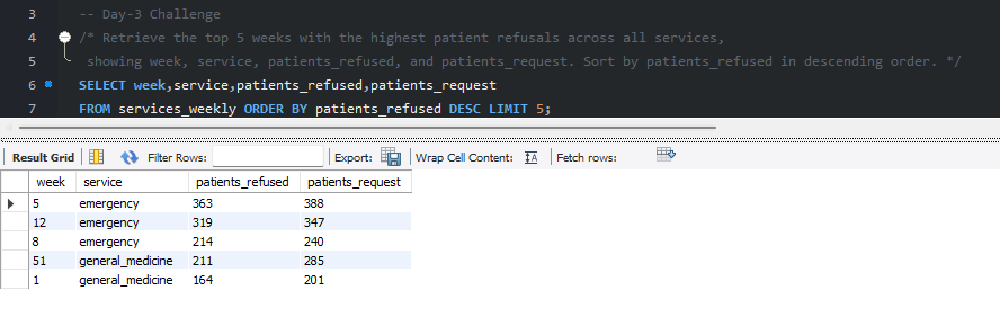 3 -- Day-3 Challenge
4 /* Retrieve the top 5 weeks with the highest patient refusals across all services,
5 showing week, service, patients_refused, and patients_request. Sort by patients_refused in descending order. */
6 SELECT week,service,patients_refused,patients_request
7 FROM services_weekly ORDER BY patients_refused DESC LIMIT 5;
Result Grid Filter Rows: Export: Wrap Cell Content: Fetch rows:
week service patients_refused patients_request
5 emergency 363 388
12 emergency 319 347
8 emergency 214 240
51 general_medicine 211 285
1 general_medicine 164 201